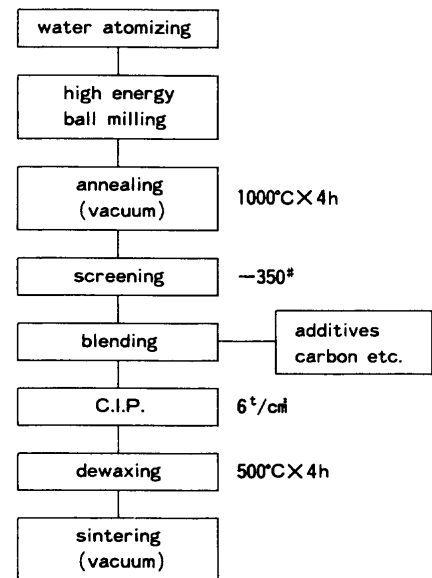 water atomizing
high energy
ball milling
annealing
(vacuum)
1000°C×4h
screening
−350#
blending
additives
carbon etc.
C.I.P.
6t/c㎡
dewaxing
500°C×4h
sintering
(vacuum)